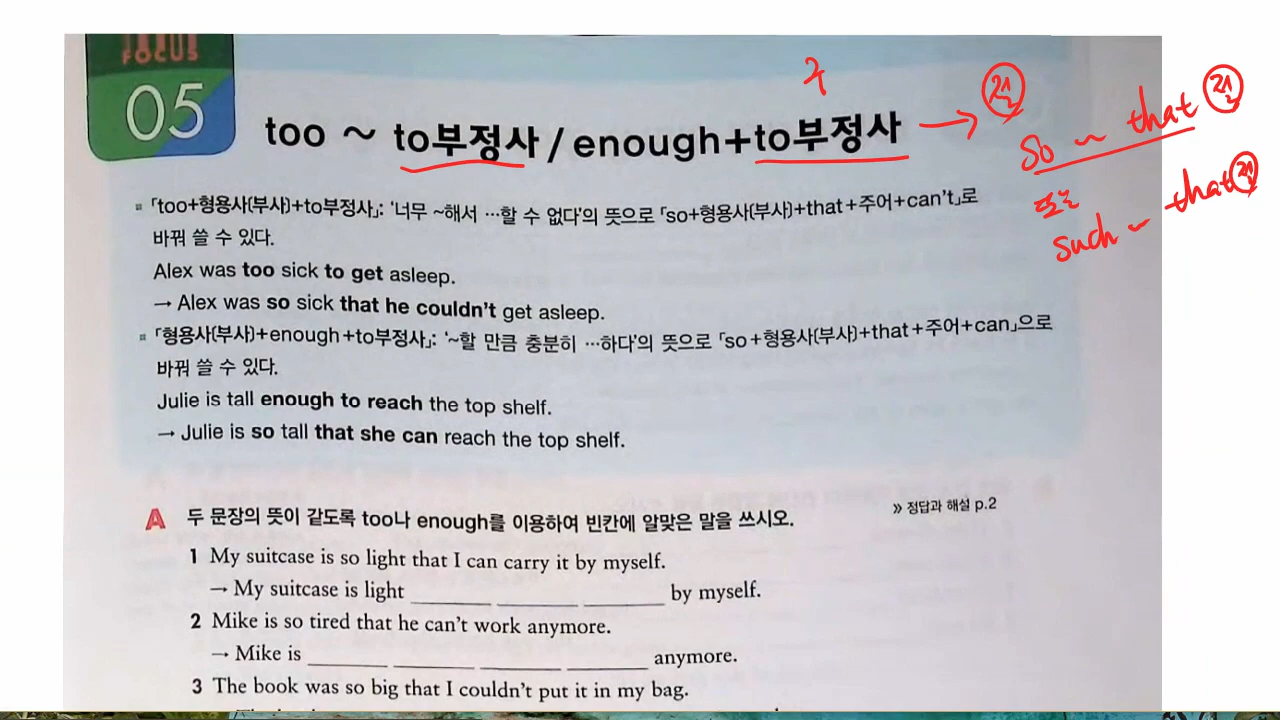 FOCUS
05
구
too ~ to부정사 / enough+to부정사 → 절
so ~ that 절
또는
such ~ that 절
「too+형용사(부사)+to부정사」: '너무 ~해서 …할 수 없다'의 뜻으로 「so+형용사(부사)+that+주어+can't」로
바꿔 쓸 수 있다.
Alex was too sick to get asleep.
→ Alex was so sick that he couldn't get asleep.
「형용사(부사)+enough+to부정사」: '~할 만큼 충분히 …하다'의 뜻으로 「so+형용사(부사)+that+주어+can」으로
바꿔 쓸 수 있다.
Julie is tall enough to reach the top shelf.
→ Julie is so tall that she can reach the top shelf.
A 두 문장의 뜻이 같도록 too나 enough를 이용하여 빈칸에 알맞은 말을 쓰시오.
» 정답과 해설 p.2
1 My suitcase is so light that I can carry it by myself.
→ My suitcase is light ______ ______ ______ by myself.
2 Mike is so tired that he can't work anymore.
→ Mike is ______ ______ ______ ______ anymore.
3 The book was so big that I couldn't put it in my bag.